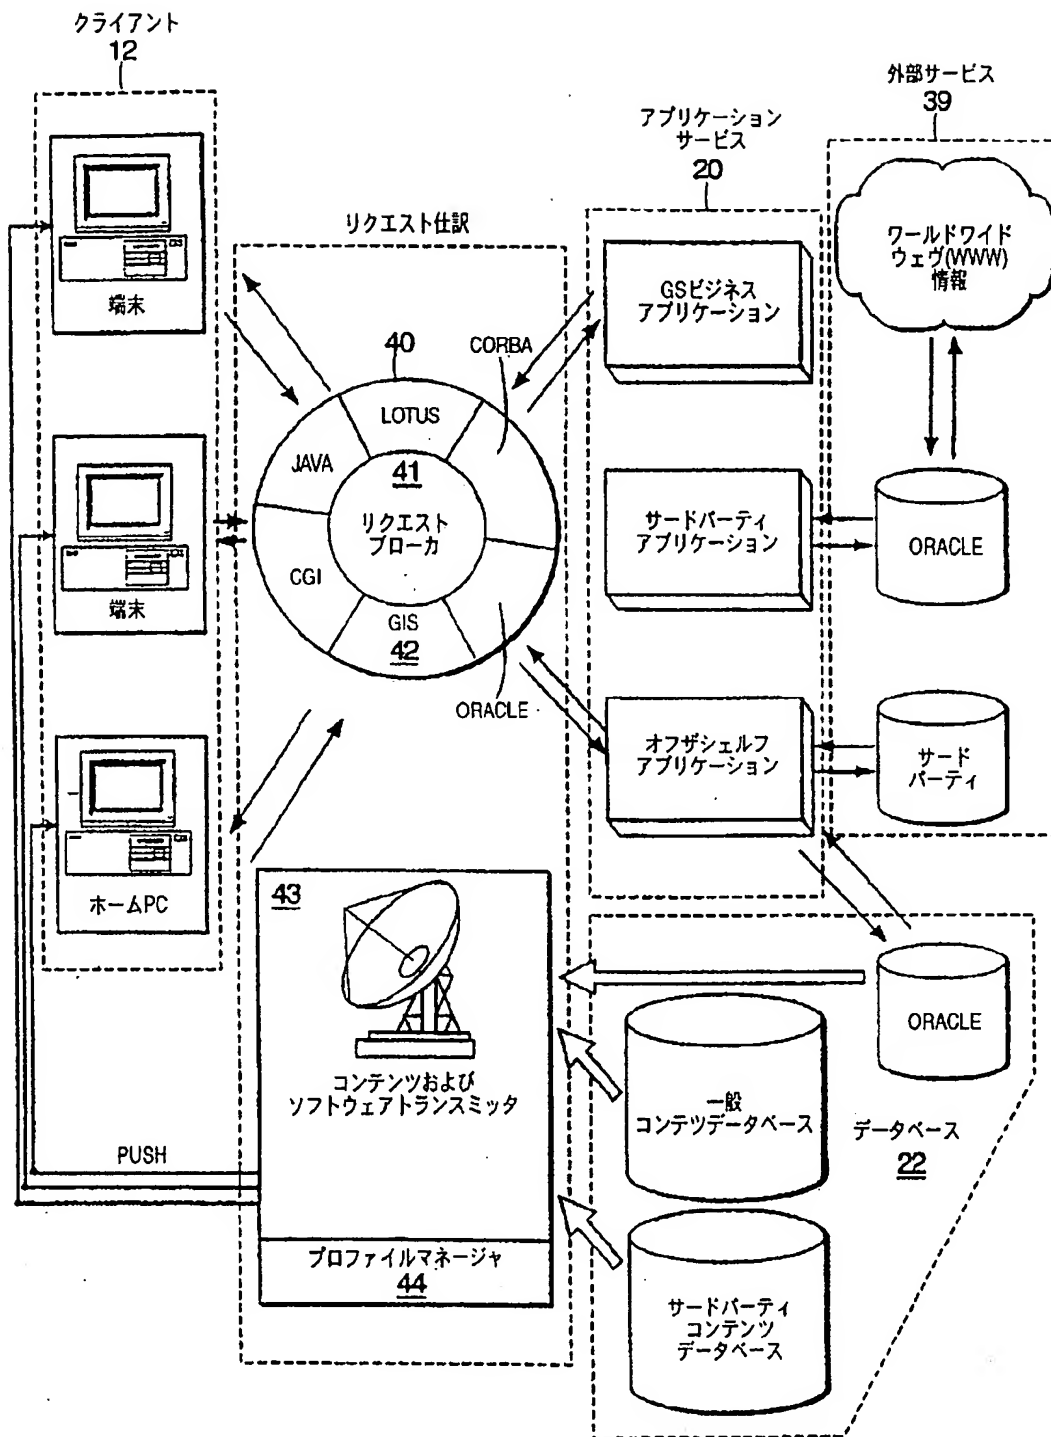 クライアント
12
端末
端末
ホームPC
PUSH
リクエスト仕訳
40
CORBA
LOTUS
JAVA
41
リクエスト
ブローカ
CGI
GIS
42
ORACLE
43
コンテンツおよび
ソフトウェアトランスミッタ
プロファイルマネージャ
44
アプリケーション
サービス
20
GSビジネス
アプリケーション
サードパーティ
アプリケーション
オフザシェルフ
アプリケーション
外部サービス
39
ワールドワイド
ウェヴ(WWW)
情報
ORACLE
サード
パーティ
ORACLE
一般
コンテツデータベース
データベース
22
サードパーティ
コンテンツ
データベース